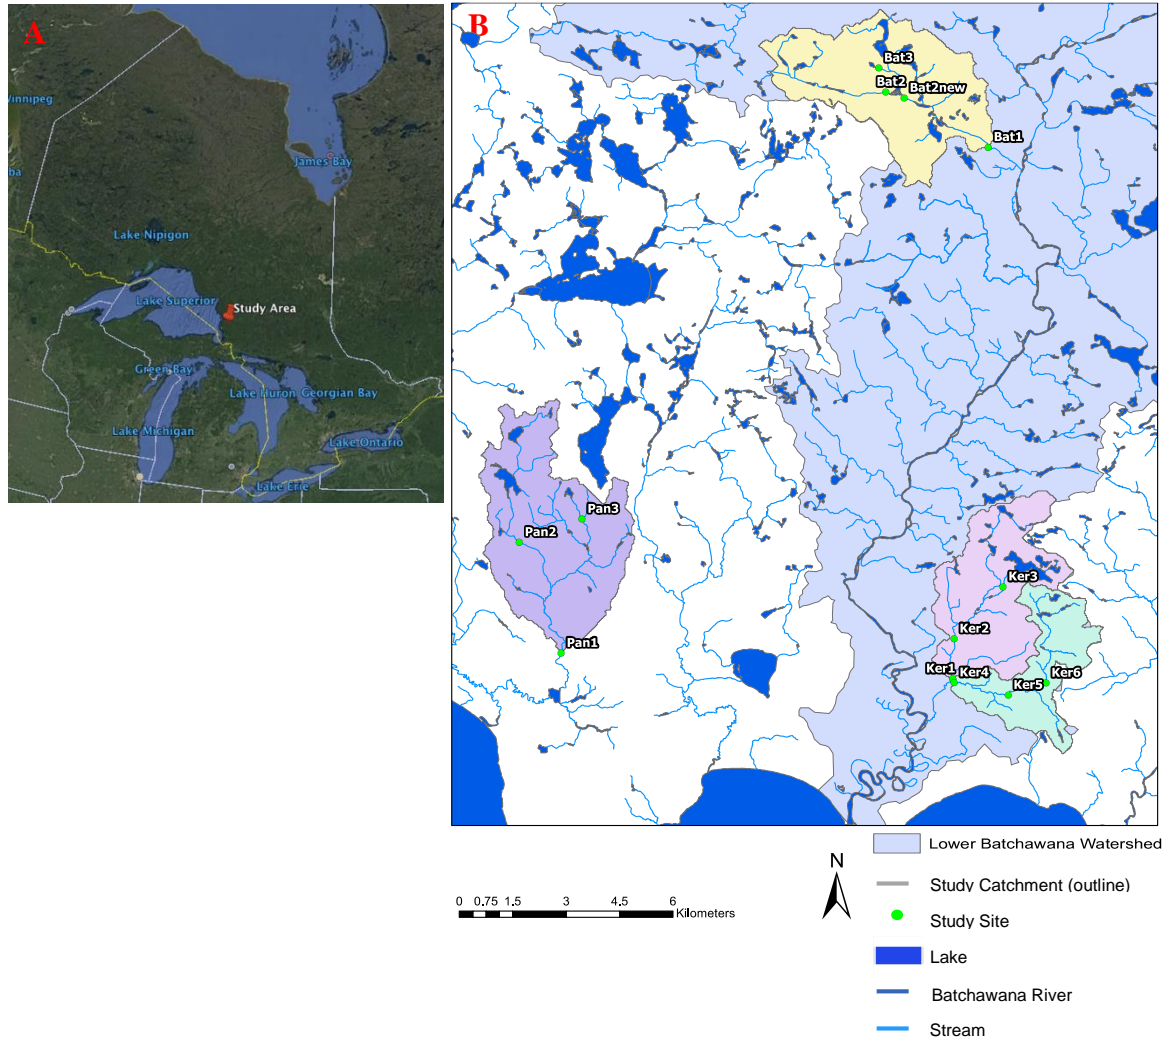 A
Winnipeg
ba
James Bay
Lake Nipigon
Lake Superior
Study Area
Green Bay
Lake Huron
Georgian Bay
Lake Michigan
Lake Ontario
Lake Erie
B
Bat3
Bat2
Bat2new
Bat1
Pan3
Pan2
Pan1
Ker3
Ker2
Ker1
Ker4
Ker5
Ker6
N
0 0.75 1.5 3 4.5 6
Kilometers
Lower Batchawana Watershed
Study Catchment (outline)
Study Site
Lake
Batchawana River
Stream